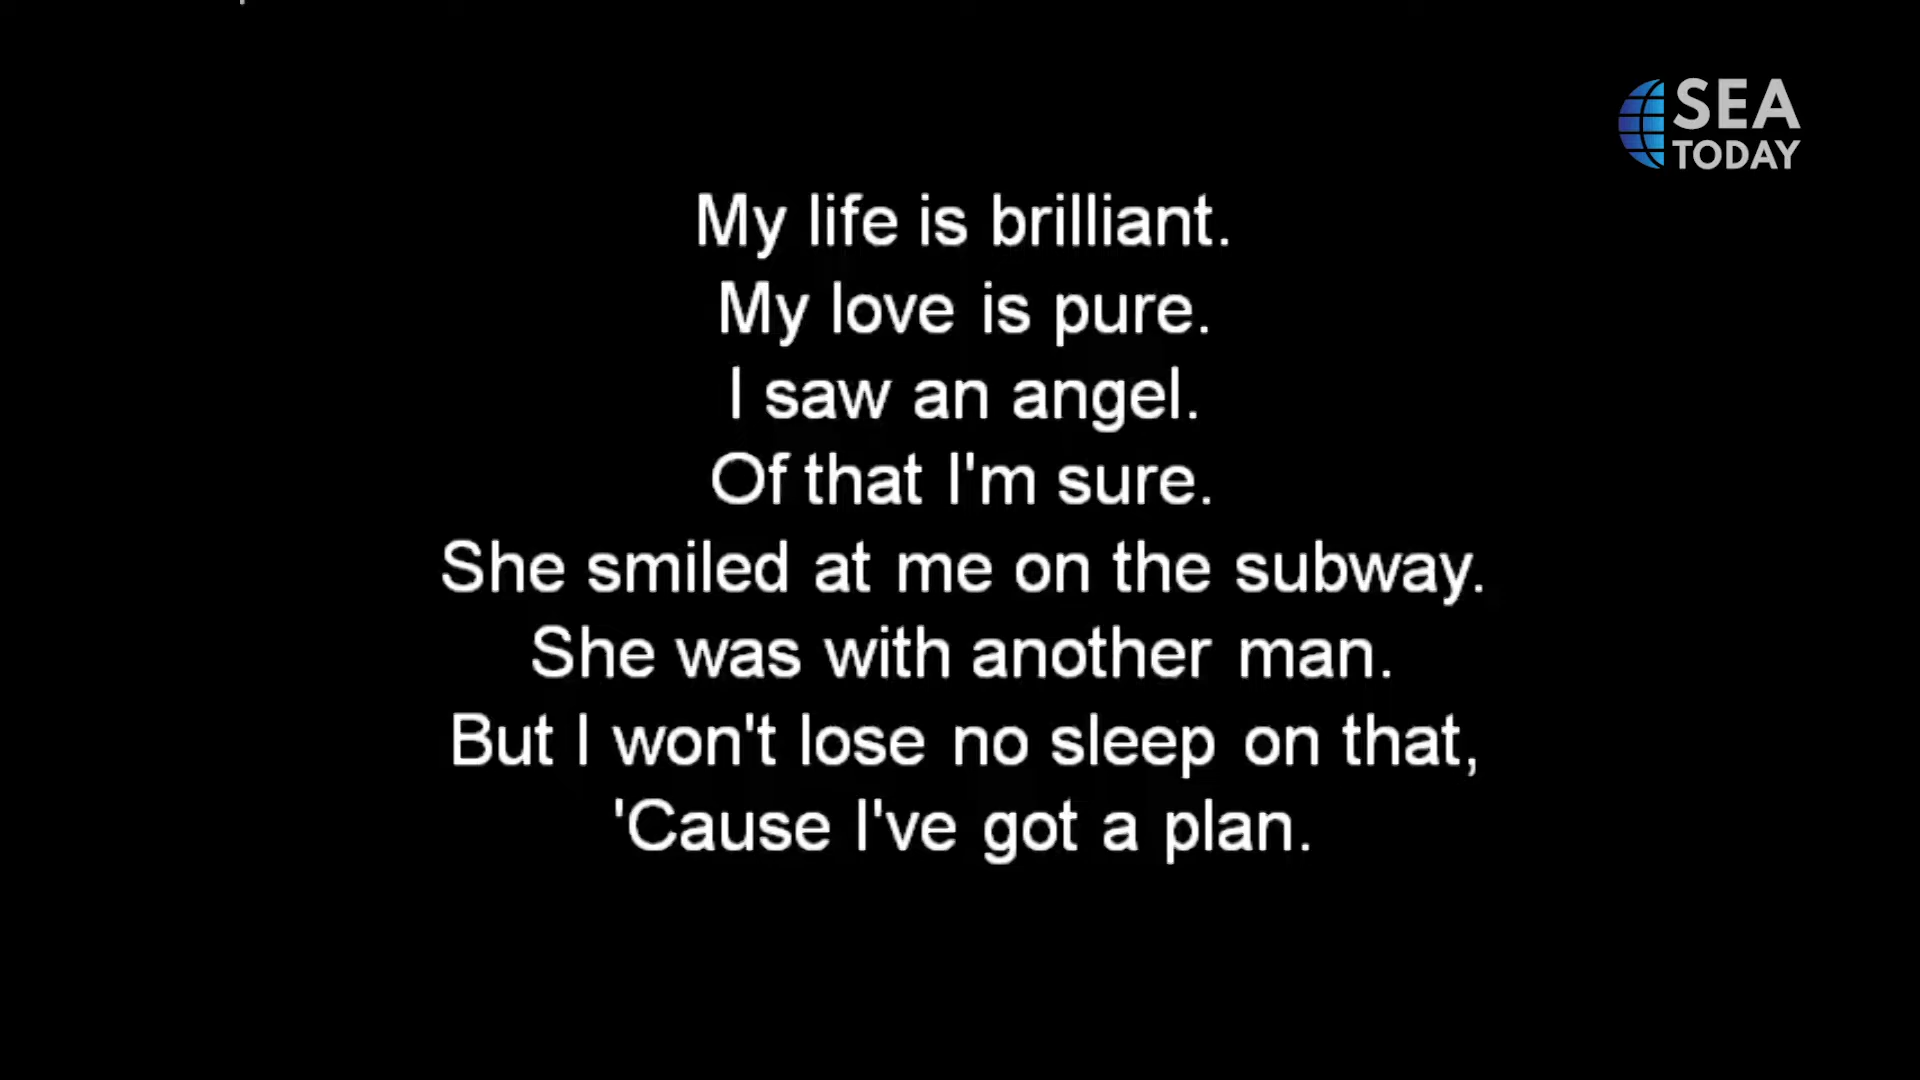 SEA
TODAY
My life is brilliant.
My love is pure.
I saw an angel.
Of that I'm sure.
She smiled at me on the subway.
She was with another man.
But I won't lose no sleep on that,
'Cause I've got a plan.